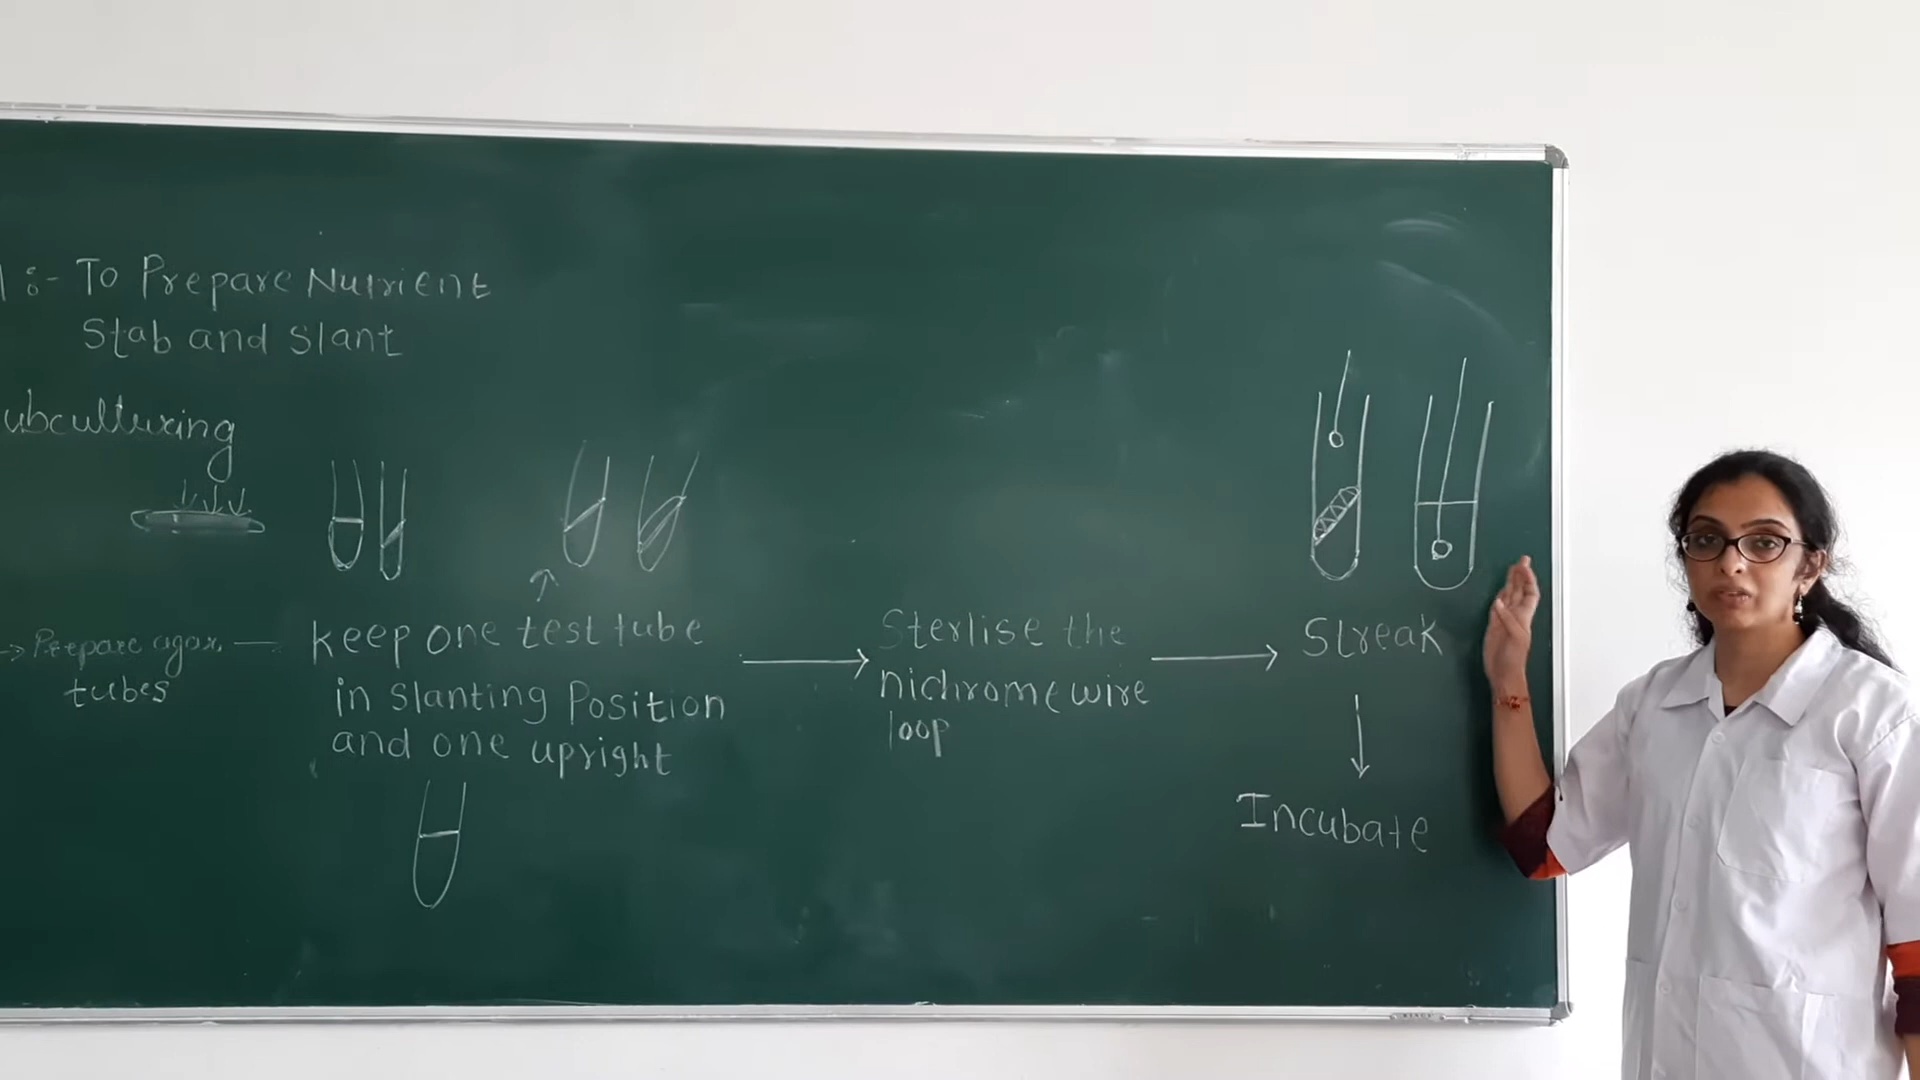 :- To Prepare Nutrient
Stab and Slant
ubculturing
→ Prepare agar — keep one test tube → Sterlise the → Streak
tubes in slanting Position nichrome wire ↓
and one upright loop
Incubate